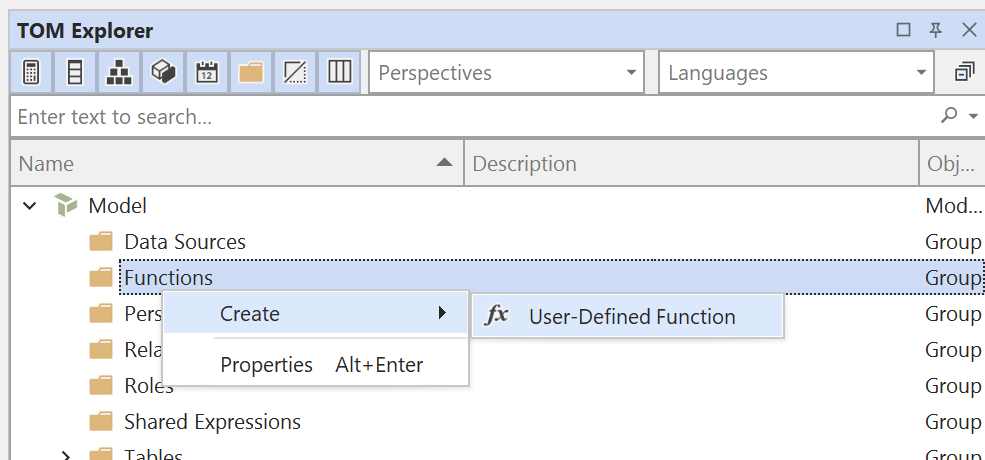 TOM Explorer
12
Perspectives
Languages
Enter text to search...
Name
Description
Obj...
Model
Mod...
Data Sources
Group
Functions
Group
Create
fx User-Defined Function
Pers
Group
Rela
Group
Properties Alt+Enter
Roles
Group
Shared Expressions
Group
Tables
Group